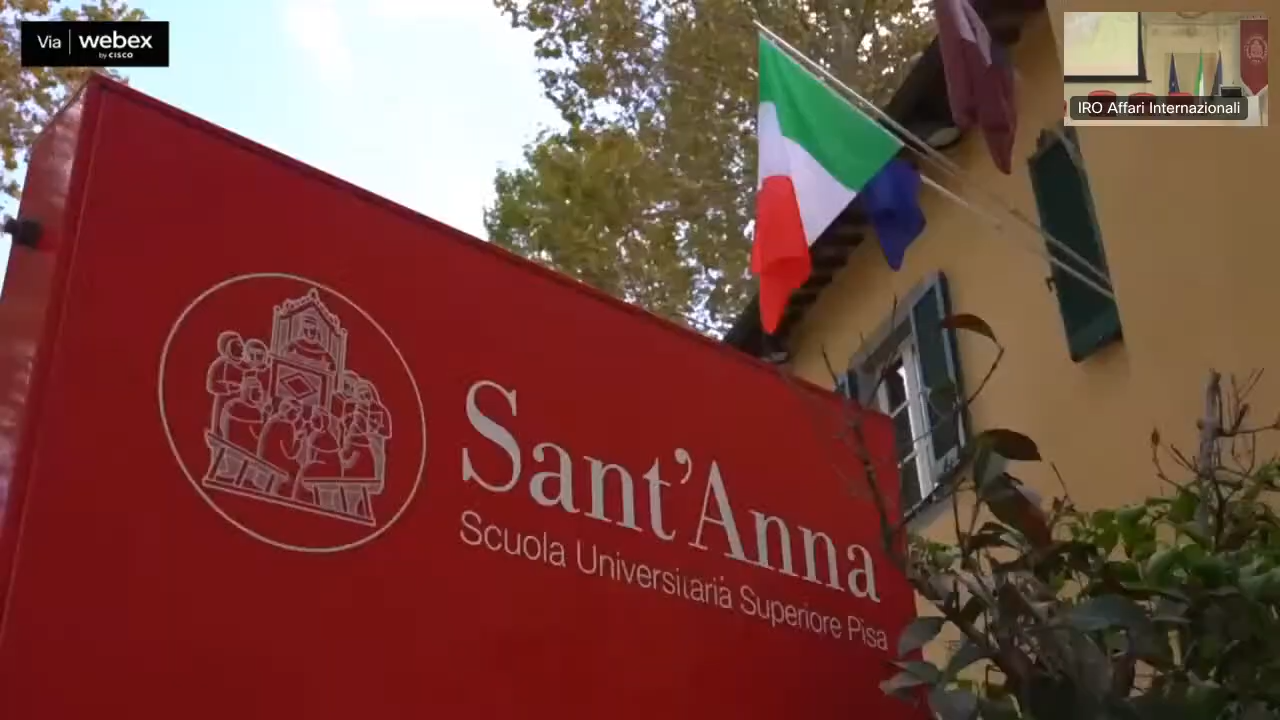 Via webex
by CISCO
IRO Affari Internazionali
Sant'Anna
Scuola Universitaria Superiore Pisa